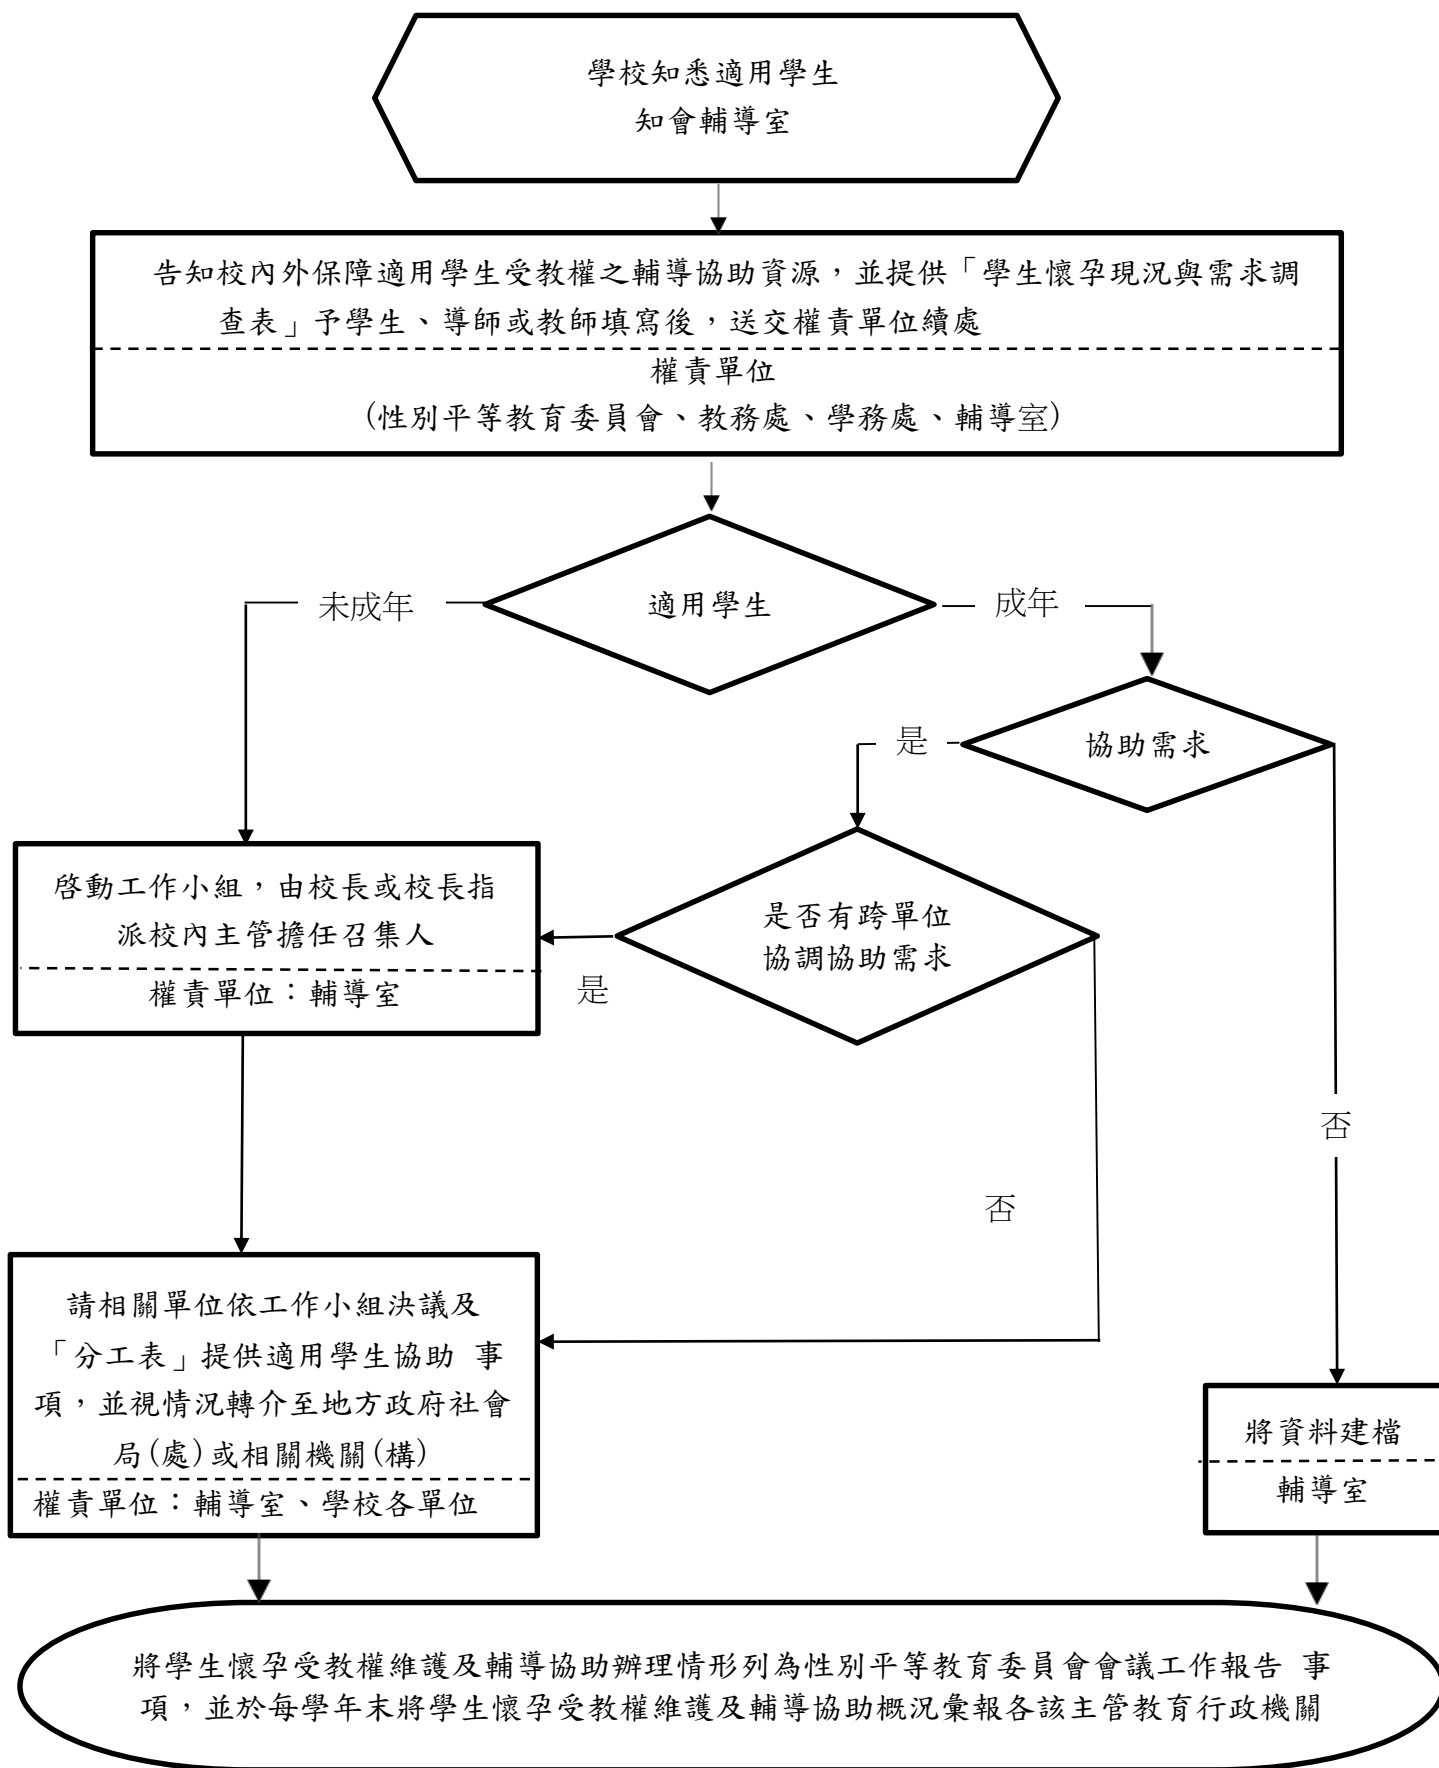 學校知悉適用學生
知會輔導室
告知校內外保障適用學生受教權之輔導協助資源，並提供「學生懷孕現況與需求調
查表」予學生、導師或教師填寫後，送交權責單位續處
權責單位
(性別平等教育委員會、教務處、學務處、輔導室)
適用學生
未成年
成年
協助需求
是
是否有跨單位
協調協助需求
啓動工作小組，由校長或校長指
派校內主管擔任召集人
權責單位：輔導室
是
否
否
請相關單位依工作小組決議及
「分工表」提供適用學生協助 事
項，並視情況轉介至地方政府社會
局(處)或相關機關(構)
權責單位：輔導室、學校各單位
將資料建檔
輔導室
將學生懷孕受教權維護及輔導協助辦理情形列為性別平等教育委員會會議工作報告 事
項，並於每學年末將學生懷孕受教權維護及輔導協助概況彙報各該主管教育行政機關